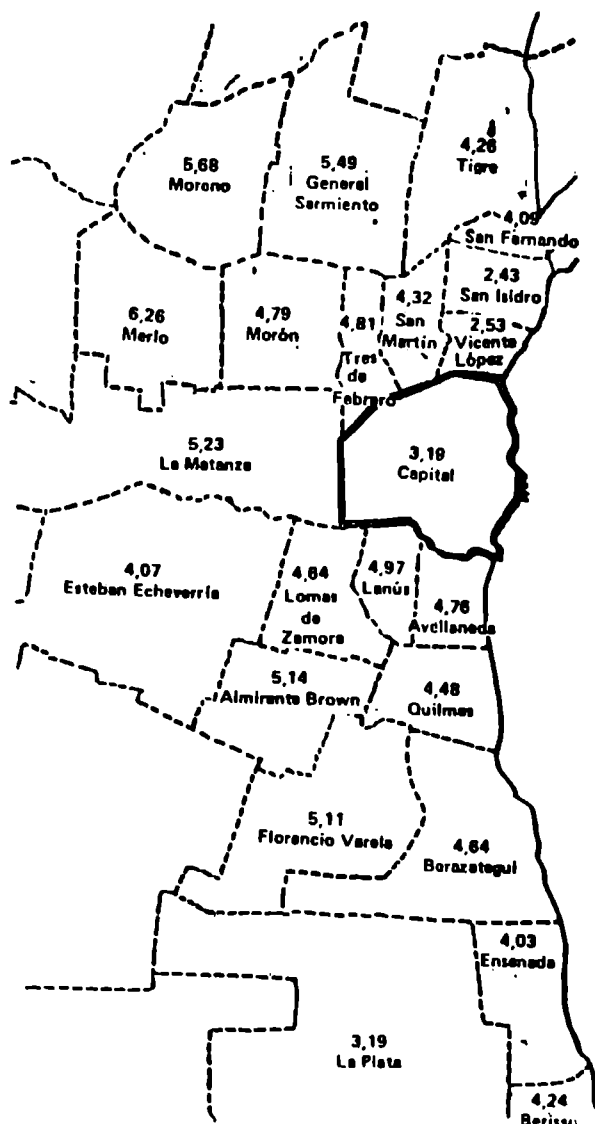 5,68
Moreno
5,49
General
Sarmiento
4,26
Tigre
4,09
San Fernando
2,43
San Isidro
6,26
Merlo
4,79
Morón
4,81
Tres
de
Febrero
4,32
San
Martín
2,53
Vicente
López
5,23
La Matanza
3,19
Capital
4,07
Esteban Echeverría
4,64
Lomas
de
Zamora
4,97
Lanús
4,76
Avellaneda
5,14
Almirante Brown
4,48
Quilmes
5,11
Florencio Varela
4,64
Berazategui
4,03
Ensenada
3,19
La Plata
4,24
Berisso